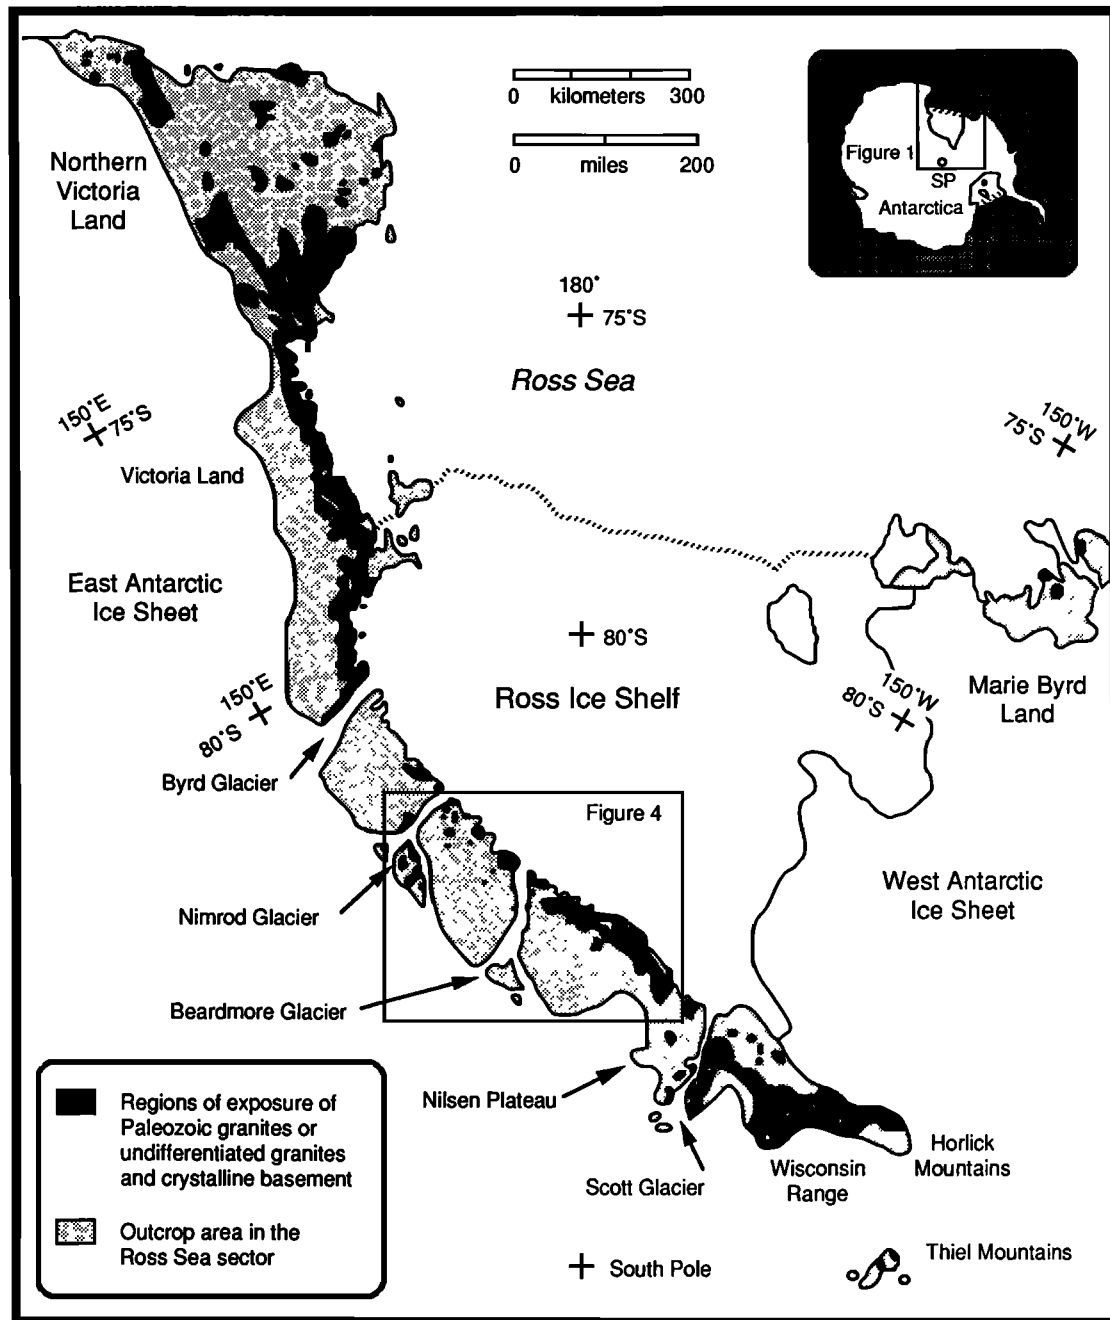 0 kilometers 300
0 miles 200
Figure 1
SP
Antarctica
Northern
Victoria
Land
180°
75°S
Ross Sea
150°E
75°S
150°W
75°S
Victoria Land
East Antarctic
Ice Sheet
80°S
150°E
80°S
Ross Ice Shelf
150°W
80°S
Marie Byrd
Land
Byrd Glacier
Figure 4
West Antarctic
Ice Sheet
Nimrod Glacier
Beardmore Glacier
Nilsen Plateau
Scott Glacier
Wisconsin
Range
Horlick
Mountains
Regions of exposure of
Paleozoic granites or
undifferentiated granites
and crystalline basement
Outcrop area in the
Ross Sea sector
South Pole
Thiel Mountains